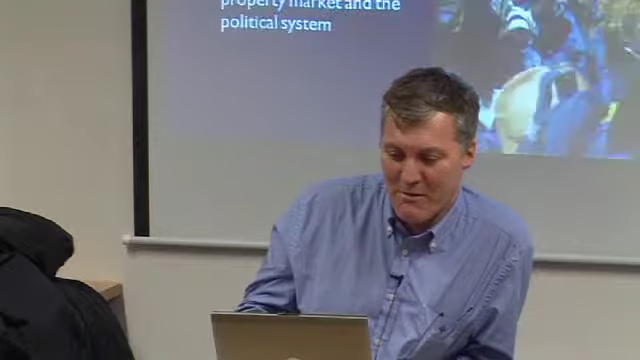 property market and the
political system